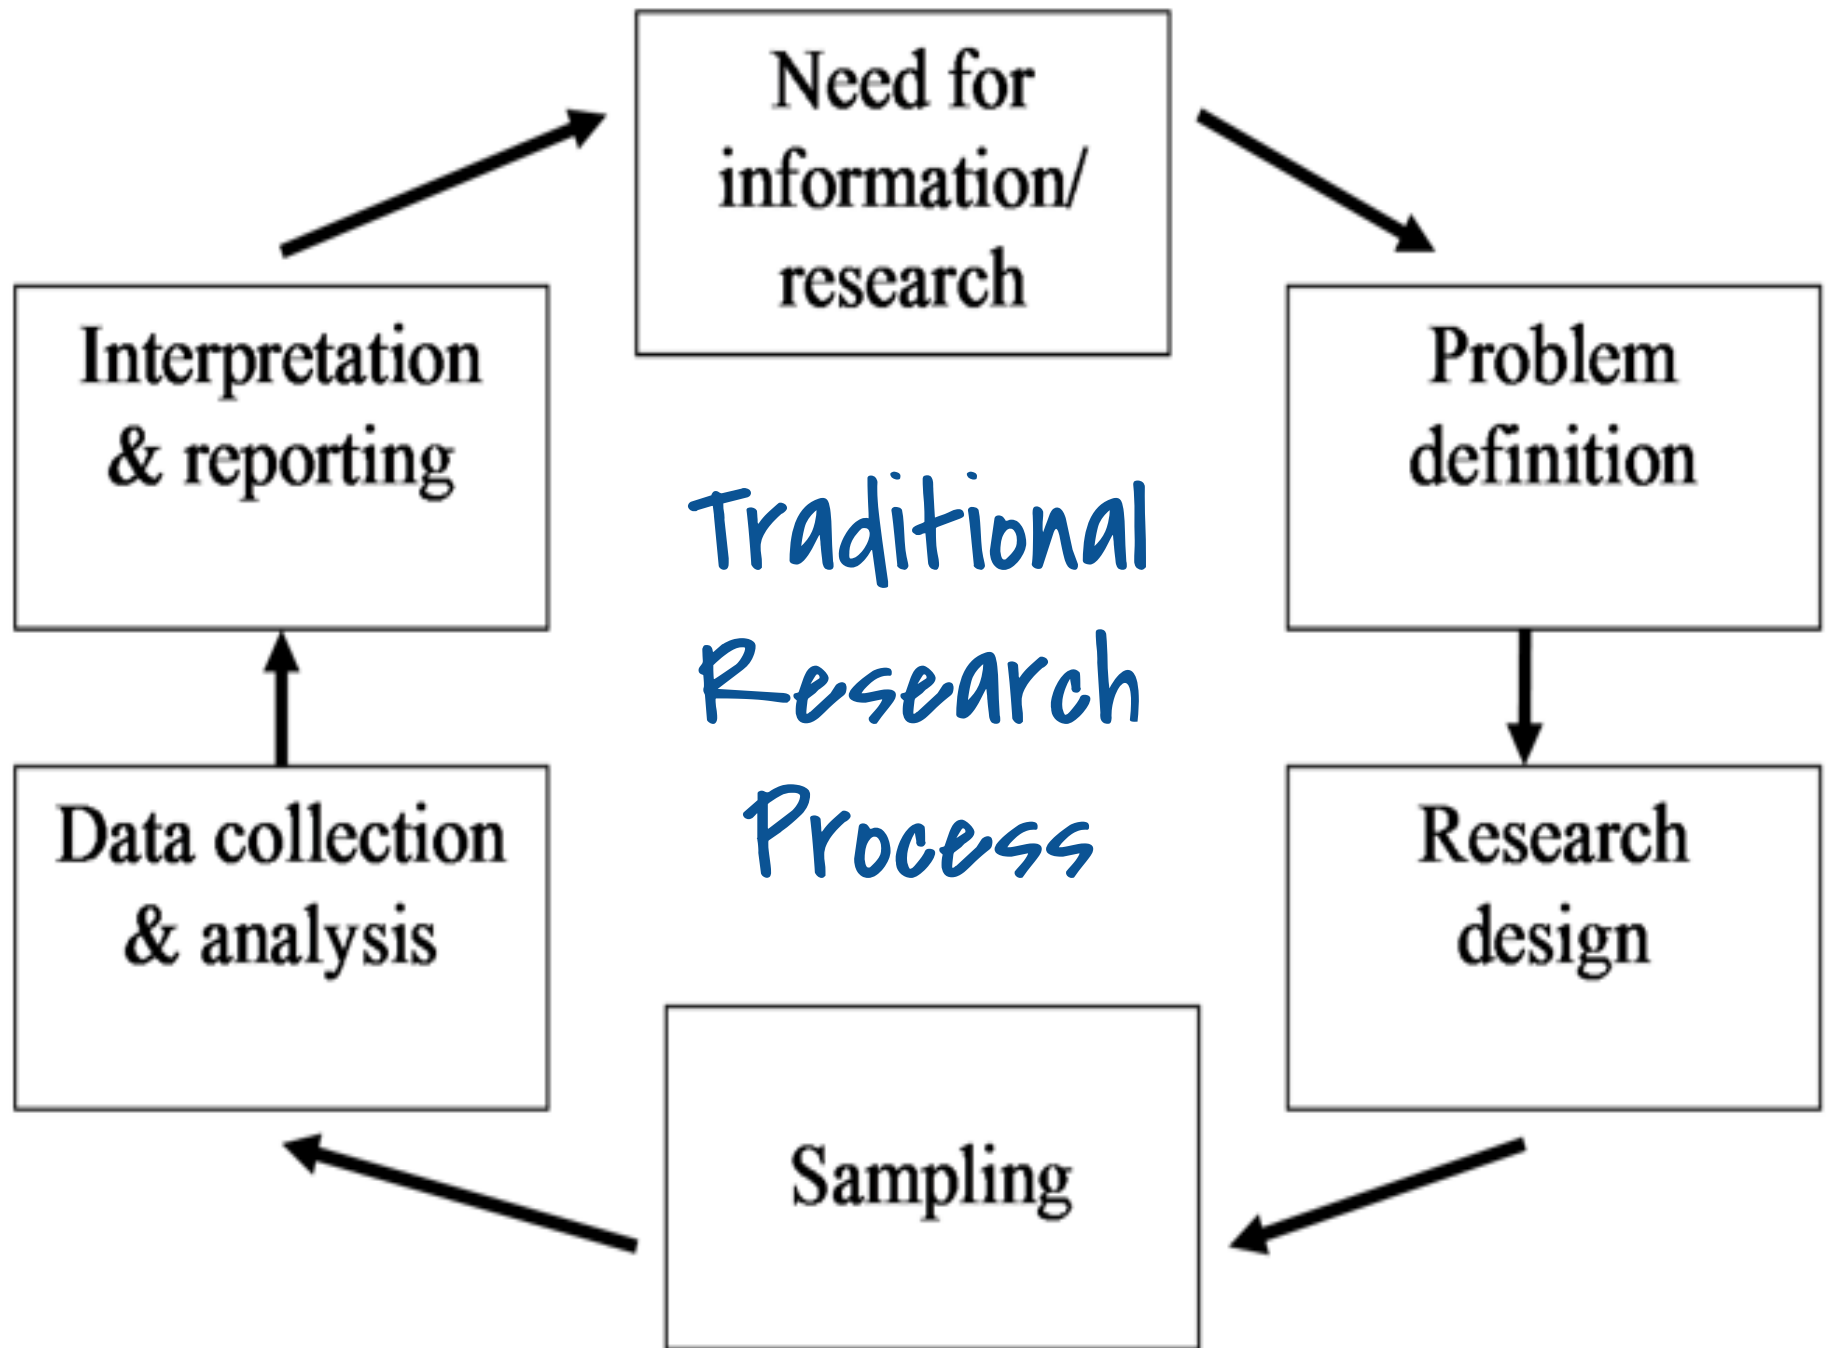 Need for
information/
research
Problem
definition
Research
design
Sampling
Data collection
& analysis
Interpretation
& reporting
Traditional
Research
Process